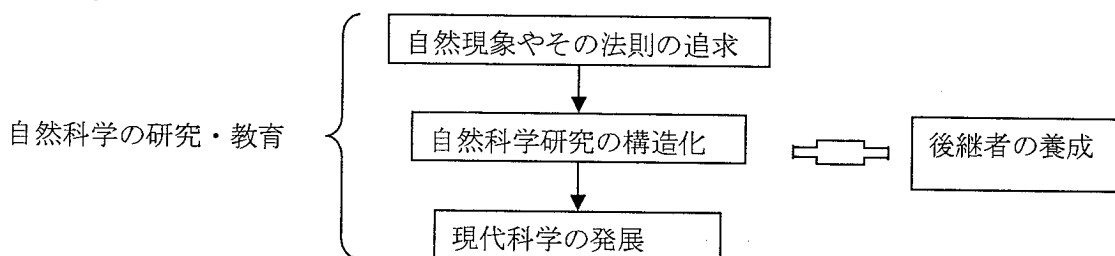 自然現象やその法則の追求
自然科学の研究・教育
自然科学研究の構造化
後継者の養成
現代科学の発展